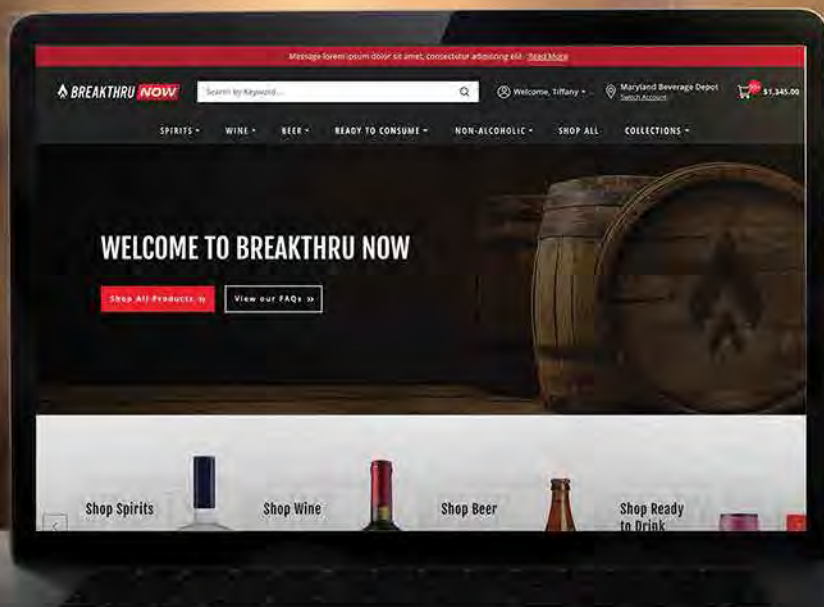 Message lorem ipsum dolor sit amet, consectetur adipiscing elit. Read More
BREAKTHRU NOW
Search by Keyword...
Welcome, Tiffany
Maryland Beverage Depot
Switch Account
99+
$1,345.00
SPIRITS WINE BEER READY TO CONSUME NON-ALCOHOLIC SHOP ALL COLLECTIONS
WELCOME TO BREAKTHRU NOW
Shop All Products »
View our FAQs »
Shop Spirits
Shop Wine
Shop Beer
Shop Ready
to Drink